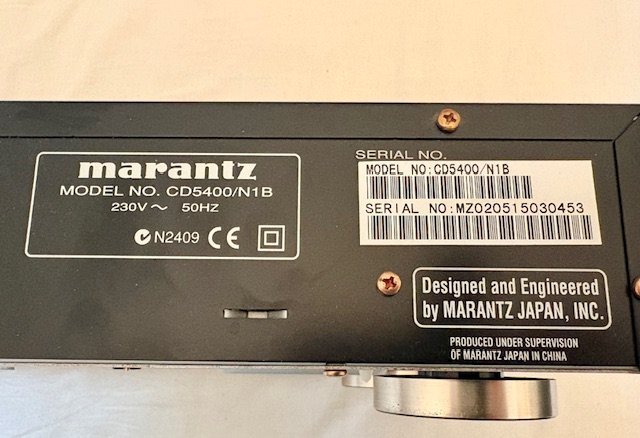 marantz
MODEL NO. CD5400/N1B
230V ～ 50HZ
N2409 CE
SERIAL NO.
MODEL NO:CD5400/N1B
SERIAL NO:MZ020515030453
Designed and Engineered
by MARANTZ JAPAN, INC.
PRODUCED UNDER SUPERVISION
OF MARANTZ JAPAN IN CHINA